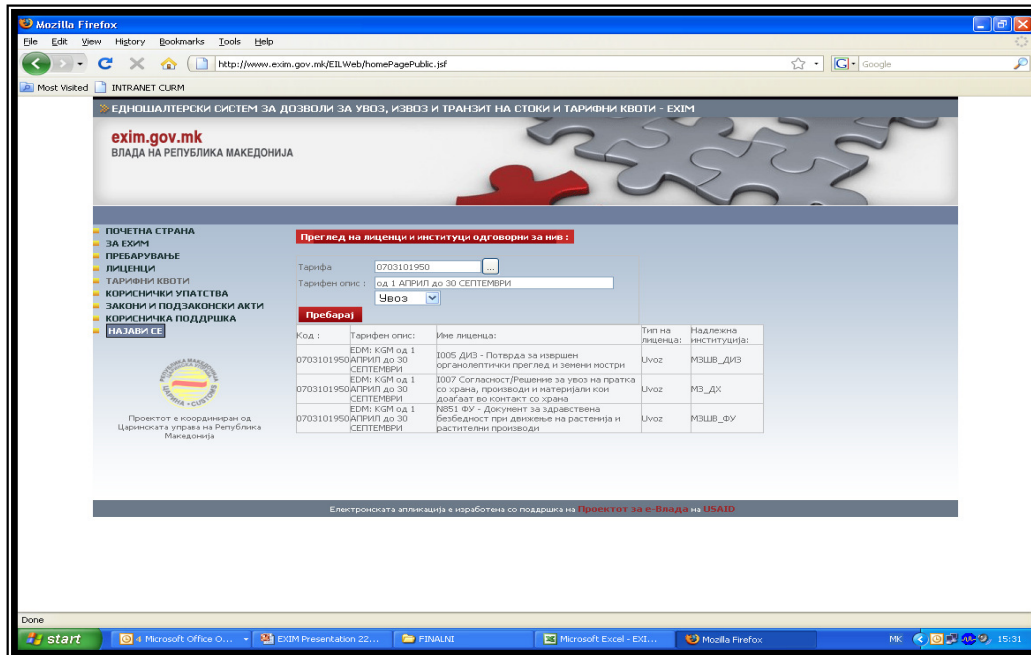 Mozilla Firefox
File Edit View History Bookmarks Tools Help
http://www.exim.gov.mk/EILWeb/homePagePublic.jsf
Google
Most Visited INTRANET CURM
ЕДНОШАЛТЕРСКИ СИСТЕМ ЗА ДОЗВОЛИ ЗА УВОЗ, ИЗВОЗ И ТРАНЗИТ НА СТОКИ И ТАРИФНИ КВОТИ - EXIM
exim.gov.mk
ВЛАДА НА РЕПУБЛИКА МАКЕДОНИЈА
ПОЧЕТНА СТРАНА
ЗА ЕХИМ
ПРЕБАРУВАЊЕ
ЛИЦЕНЦИ
ТАРИФНИ КВОТИ
КОРИСНИЧКИ УПАТСТВА
ЗАКОНИ И ПОДЗАКОНСКИ АКТИ
КОРИСНИЧКА ПОДДРШКА
НАЈАВИ СЕ
ЦАРИНА • CUSTOMS
Проектот е координиран од
Царинската управа на Република
Македонија
Преглед на лиценци и институци одговорни за нив :
Тарифа 0703101950 ...
Тарифен опис : од 1 АПРИЛ до 30 СЕПТЕМВРИ
Увоз
Пребарај
Код : Тарифен опис: Име лиценца: Тип на лиценца: Надлежна институција:
0703101950 EDM: KGM од 1 АПРИЛ до 30 СЕПТЕМВРИ I005 ДИЗ - Потврда за извершен органолептички преглед и земени мостри Uvoz МЗШВ_ДИЗ
0703101950 EDM: KGM од 1 АПРИЛ до 30 СЕПТЕМВРИ I007 Согласност/Решение за увоз на пратка со храна, производи и материјали кои доаѓаат во контакт со храна Uvoz МЗ_ДХ
0703101950 EDM: KGM од 1 АПРИЛ до 30 СЕПТЕМВРИ N851 ФУ - Документ за здравствена безбедност при движење на растенија и растителни производи Uvoz МЗШВ_ФУ
Електронската апликација е изработена со поддршка на Проектот за е-Влада на USAID
Done
start 4 Microsoft Office O... EXIM Presentation 22... FINALNI Microsoft Excel - EXI... Mozilla Firefox MK 15:31